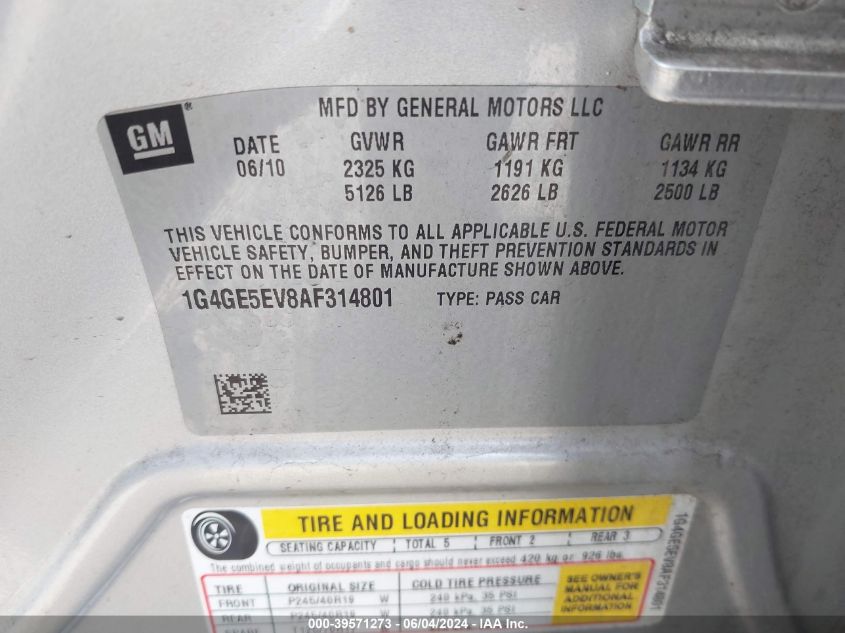 GM ®
MFD BY GENERAL MOTORS LLC
DATE GVWR GAWR FRT GAWR RR
06/10 2325 KG 1191 KG 1134 KG
5126 LB 2626 LB 2500 LB
THIS VEHICLE CONFORMS TO ALL APPLICABLE U.S. FEDERAL MOTOR
VEHICLE SAFETY, BUMPER, AND THEFT PREVENTION STANDARDS IN
EFFECT ON THE DATE OF MANUFACTURE SHOWN ABOVE.
1G4GE5EV8AF314801 TYPE: PASS CAR
TIRE AND LOADING INFORMATION
SEATING CAPACITY TOTAL 5 FRONT 2 REAR 3
The combined weight of occupants and cargo should never exceed 420 kg or 926 lbs.
TIRE ORIGINAL SIZE COLD TIRE PRESSURE
FRONT P245/40R19 W 240 kPa, 35 PSI
REAR P245/40R19 W 240 kPa, 35 PSI
SEE OWNER'S
MANUAL FOR
ADDITIONAL
INFORMATION
1G4GE5EV8AF314801
000-39571273 - 06/04/2024 - © IAA Inc.